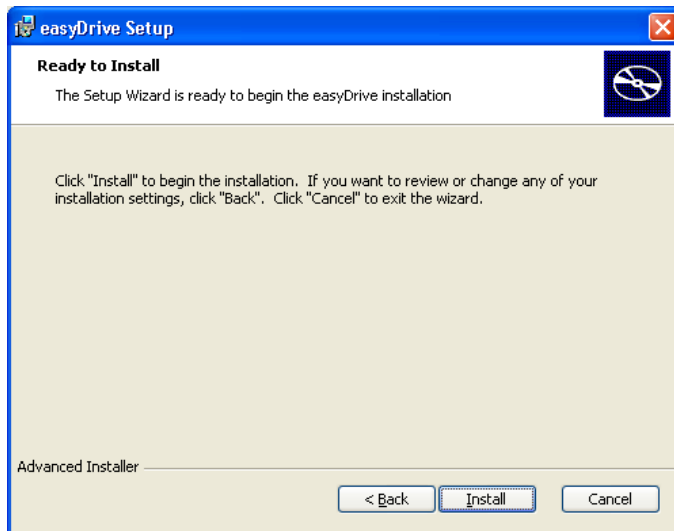 easyDrive Setup
Ready to Install
The Setup Wizard is ready to begin the easyDrive installation
Click "Install" to begin the installation.  If you want to review or change any of your
installation settings, click "Back".  Click "Cancel" to exit the wizard.
Advanced Installer
< Back
Install
Cancel